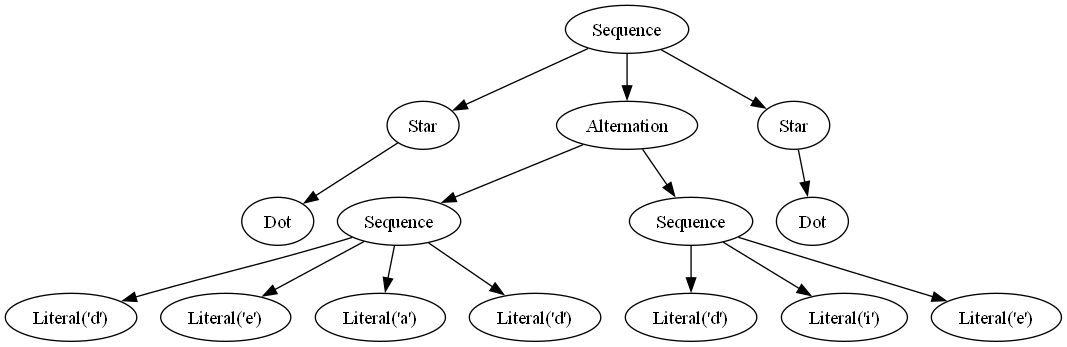 Sequence
Star Alternation Star
Dot Sequence Sequence Dot
Literal('d') Literal('e') Literal('a') Literal('d') Literal('d') Literal('i') Literal('e')